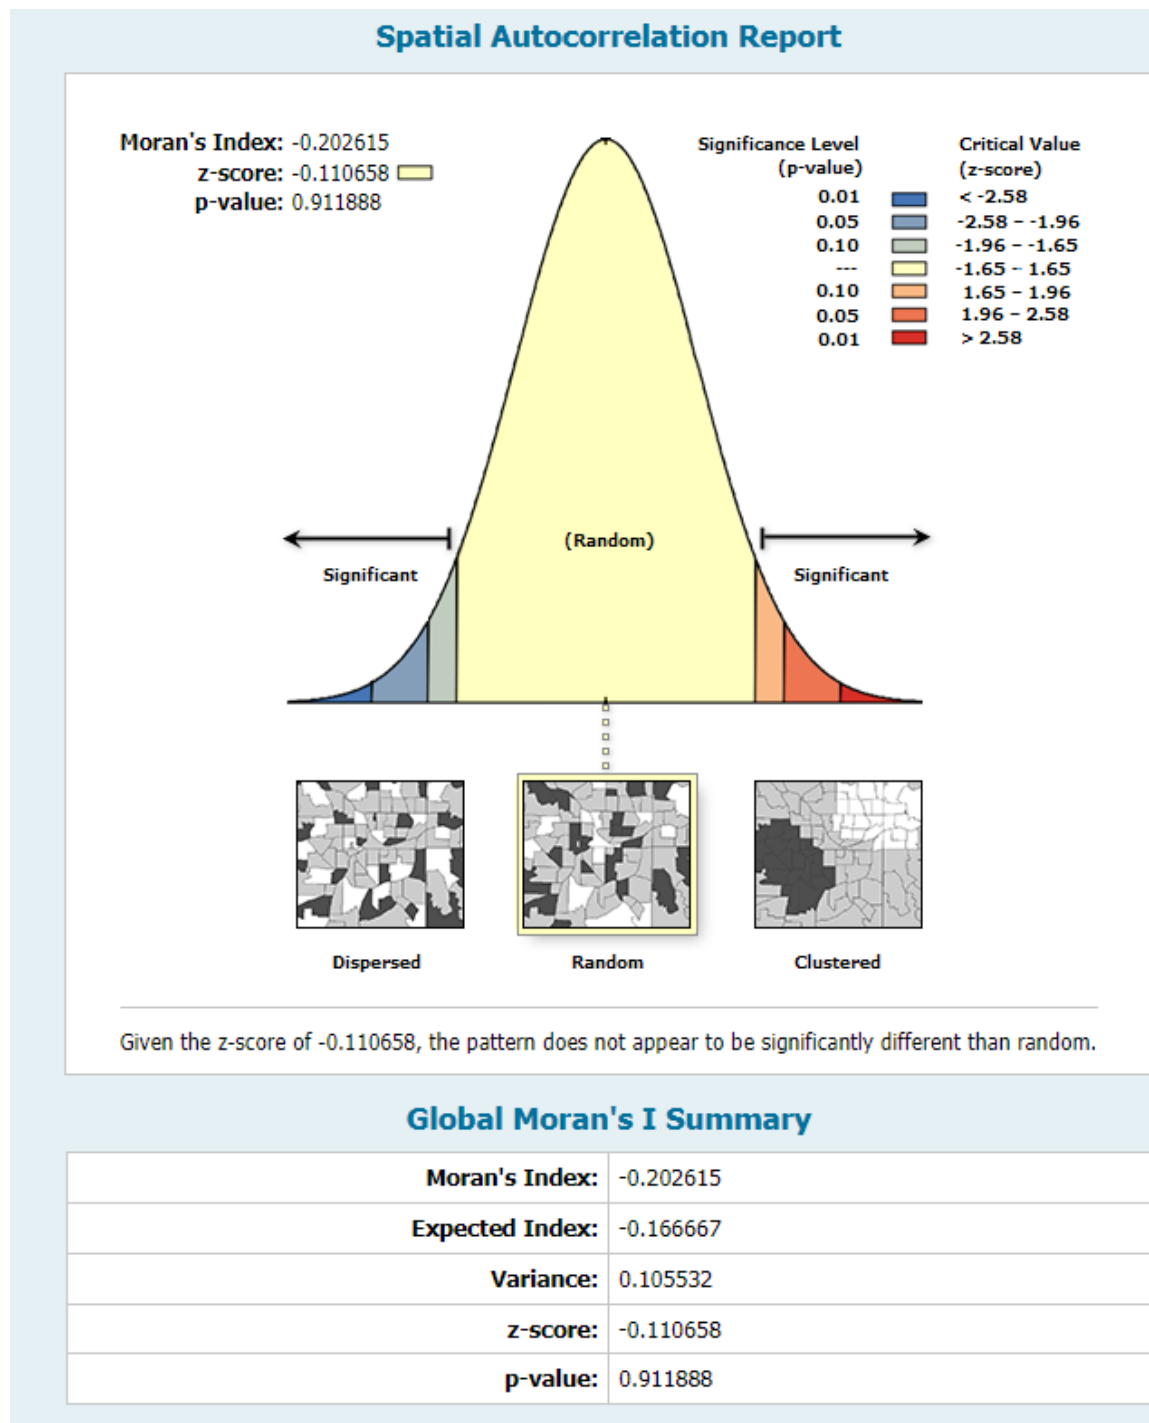 Spatial Autocorrelation Report
Moran's Index: -0.202615
z-score: -0.110658
p-value: 0.911888
Significance Level Critical Value
(p-value) (z-score)
0.01 < -2.58
0.05 -2.58 – -1.96
0.10 -1.96 – -1.65
--- -1.65 – 1.65
0.10 1.65 – 1.96
0.05 1.96 – 2.58
0.01 > 2.58
(Random)
Significant Significant
Dispersed Random Clustered
Given the z-score of -0.110658, the pattern does not appear to be significantly different than random.
Global Moran's I Summary
Moran's Index: -0.202615
Expected Index: -0.166667
Variance: 0.105532
z-score: -0.110658
p-value: 0.911888